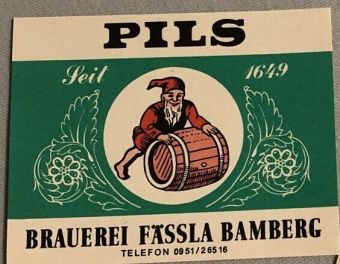 PILS
Seit 1649
BRAUEREI FÄSSLA BAMBERG
TELEFON 0951/26516